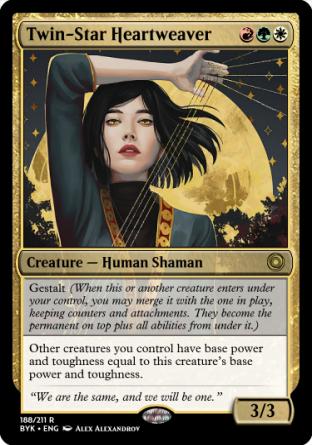 Twin-Star Heartweaver
Creature — Human Shaman
Gestalt (When this or another creature enters under
your control, you may merge it with the one in play,
keeping counters and attachments. They become the
permanent on top plus all abilities from under it.)
Other creatures you control have base power
and toughness equal to this creature's base
power and toughness.
“We are the same, and we will be one.”
3/3
188/211 R
BYK • ENG Alex Alexandrov